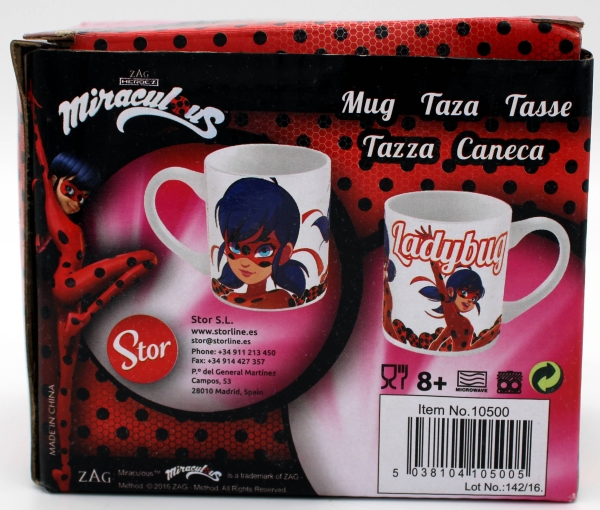 ZAG
HEROEZ
Miraculous
Mug Taza Tasse
Tazza Caneca
Ladybug
Stor
Stor S.L.
www.storline.es
stor@storline.es
Phone: +34 911 213 450
Fax: +34 914 427 357
P.º del General Martínez
Campos, 53
28010 Madrid, Spain
8+
MICROWAVE
Item No.10500
5 038104 105005
Lot No.:142/16.
MADE IN CHINA
ZAG
Miraculous™ Miraculous is a trademark of ZAG -
Method. © 2015 ZAG - Method. All Rights Reserved.